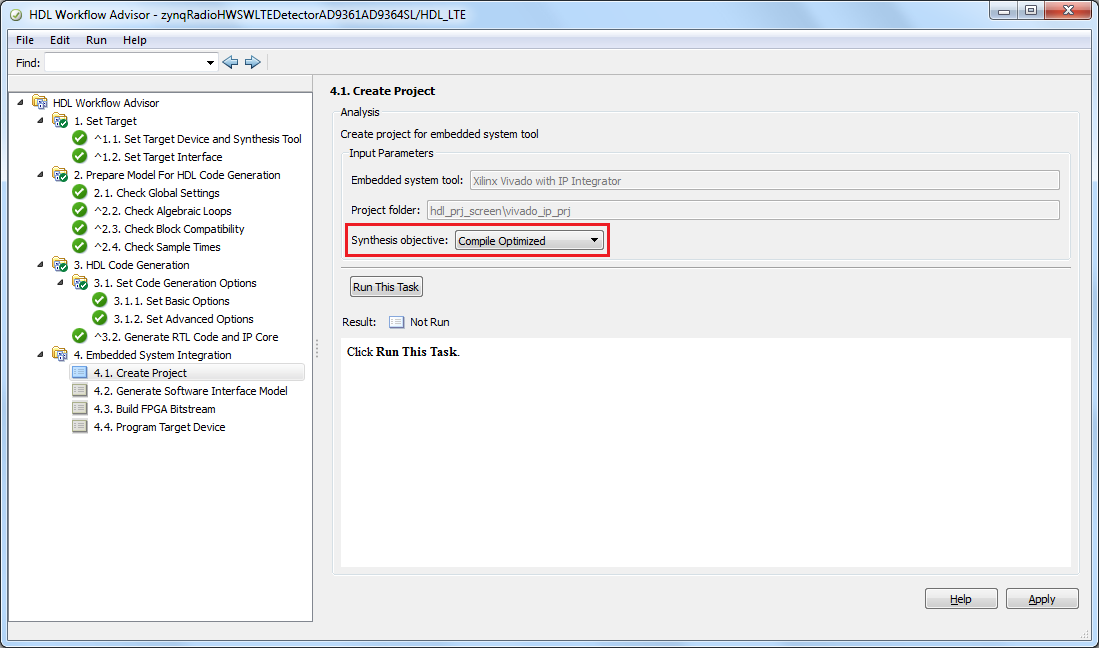 HDL Workflow Advisor - zynqRadioHWSWLTEDetectorAD9361AD9364SL/HDL_LTE
File Edit Run Help
Find:
HDL Workflow Advisor
1. Set Target
^1.1. Set Target Device and Synthesis Tool
^1.2. Set Target Interface
2. Prepare Model For HDL Code Generation
2.1. Check Global Settings
^2.2. Check Algebraic Loops
^2.3. Check Block Compatibility
^2.4. Check Sample Times
3. HDL Code Generation
3.1. Set Code Generation Options
3.1.1. Set Basic Options
3.1.2. Set Advanced Options
^3.2. Generate RTL Code and IP Core
4. Embedded System Integration
4.1. Create Project
4.2. Generate Software Interface Model
4.3. Build FPGA Bitstream
4.4. Program Target Device
4.1. Create Project
Analysis
Create project for embedded system tool
Input Parameters
Embedded system tool: Xilinx Vivado with IP Integrator
Project folder: hdl_prj_screen\vivado_ip_prj
Synthesis objective: Compile Optimized
Run This Task
Result: Not Run
Click Run This Task.
Help Apply